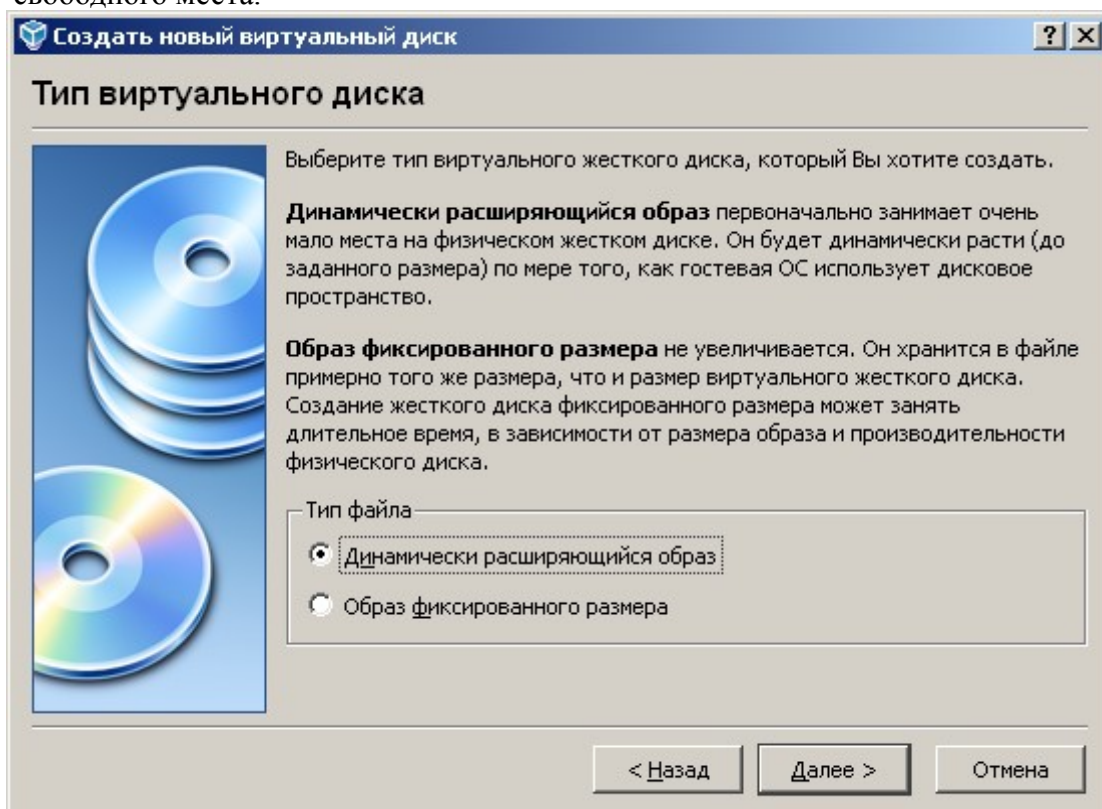 свободного места.
Создать новый виртуальный диск
Тип виртуального диска
Выберите тип виртуального жесткого диска, который Вы хотите создать.
Динамически расширяющийся образ первоначально занимает очень
мало места на физическом жестком диске. Он будет динамически расти (до
заданного размера) по мере того, как гостевая ОС использует дисковое
пространство.
Образ фиксированного размера не увеличивается. Он хранится в файле
примерно того же размера, что и размер виртуального жесткого диска.
Создание жесткого диска фиксированного размера может занять
длительное время, в зависимости от размера образа и производительности
физического диска.
Тип файла
Динамически расширяющийся образ
Образ фиксированного размера
< Назад Далее > Отмена